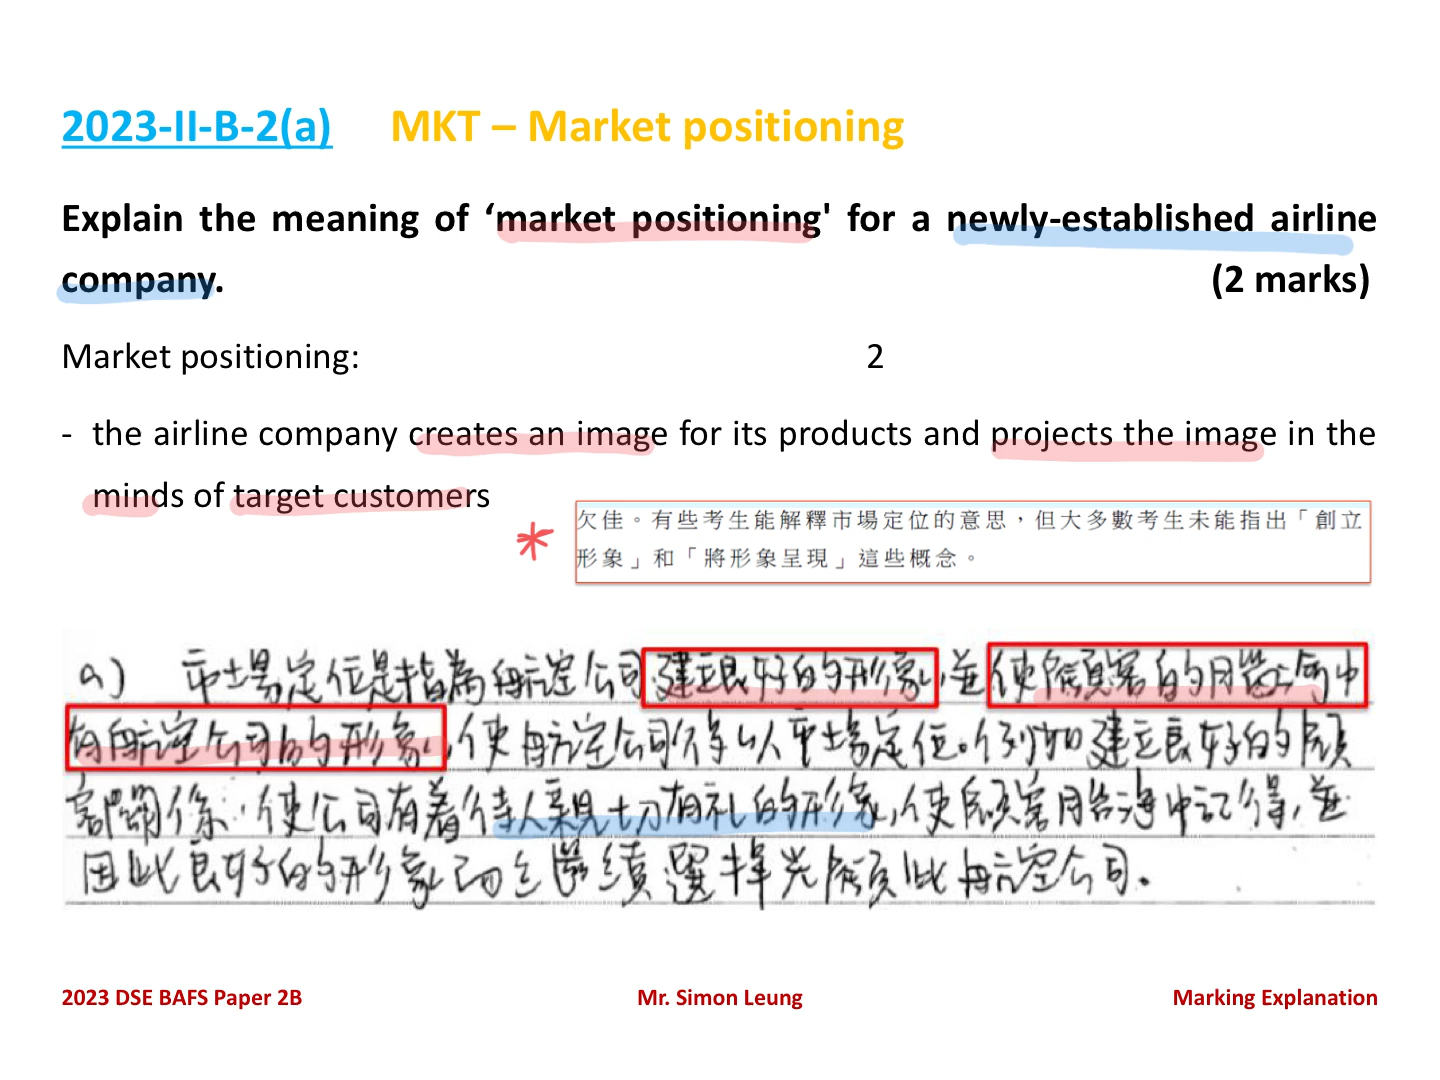 2023-II-B-2(a) MKT – Market positioning
Explain the meaning of ‘market positioning' for a newly-established airline
company. (2 marks)
Market positioning: 2
- the airline company creates an image for its products and projects the image in the
minds of target customers
* 欠佳。有些考生能解釋市場定位的意思，但大多數考生未能指出「創立
形象」和「將形象呈現」這些概念。
a) 市場定位是指為航空公司建立良好的形象，並使顧客的腦海中
有航空公司的形象，使航空公司得以市場定位。例如建立良好的顧
客關係，使公司有着待人親切有礼的形象，使顧客腦海中記得，並
因此良好的形象而繼續選擇光顧此航空公司。
2023 DSE BAFS Paper 2B Mr. Simon Leung Marking Explanation